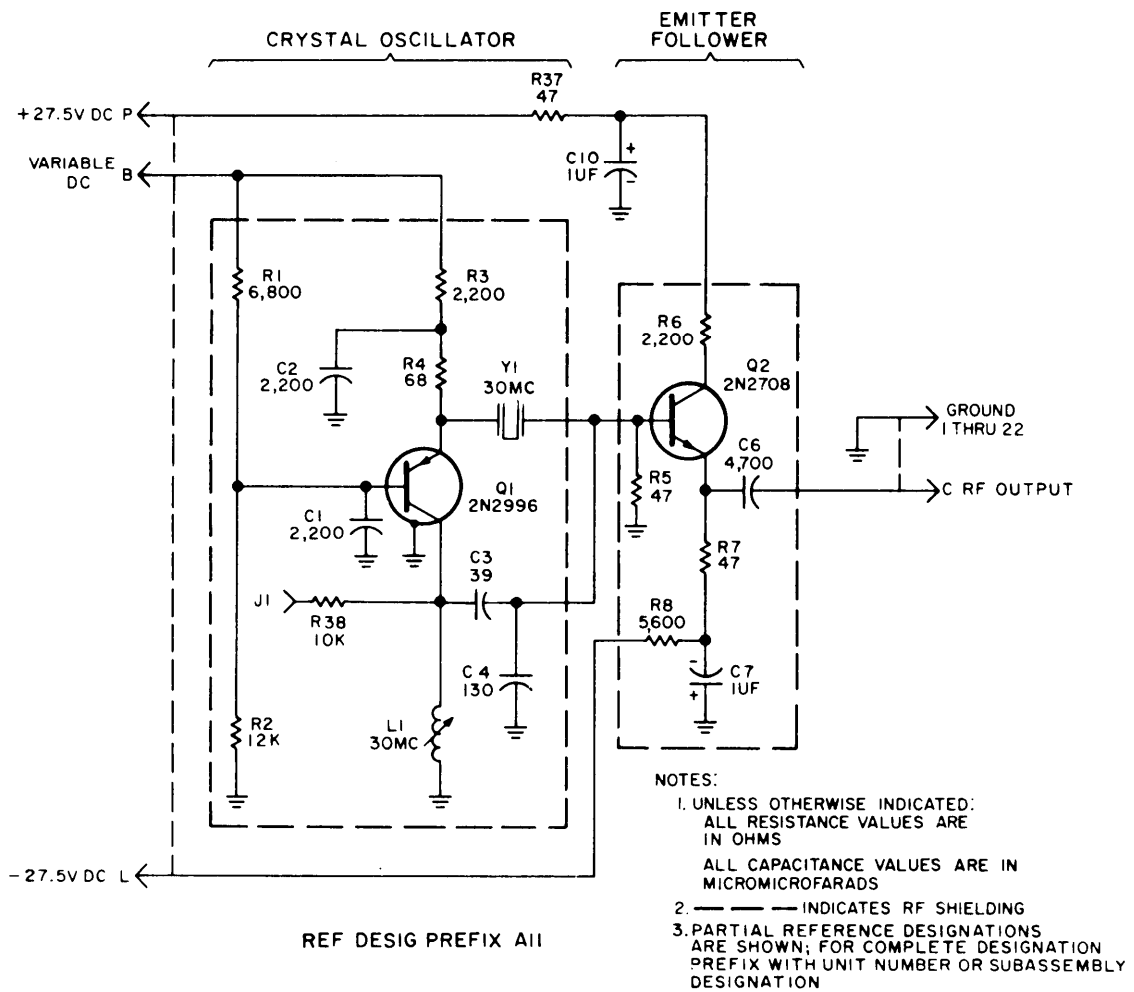 CRYSTAL OSCILLATOR
EMITTER
FOLLOWER
R37
47
+27.5V DC P
C10
1UF
+
-
VARIABLE
DC
B
R1
6,800
R3
2,200
R6
2,200
C2
2,200
R4
68
Y1
30MC
Q2
2N2708
GROUND
1 THRU 22
C6
4,700
R5
47
Q1
2N2996
C RF OUTPUT
C1
2,200
R7
47
C3
39
J1
R38
10K
R8
5,600
C4
130
-
C7
1UF
+
R2
12K
L1
30MC
-27.5V DC L
REF DESIG PREFIX A11
NOTES:
1. UNLESS OTHERWISE INDICATED:
ALL RESISTANCE VALUES ARE
IN OHMS
ALL CAPACITANCE VALUES ARE IN
MICROMICROFARADS
2. — — — INDICATES RF SHIELDING
3. PARTIAL REFERENCE DESIGNATIONS
ARE SHOWN; FOR COMPLETE DESIGNATION
PREFIX WITH UNIT NUMBER OR SUBASSEMBLY
DESIGNATION